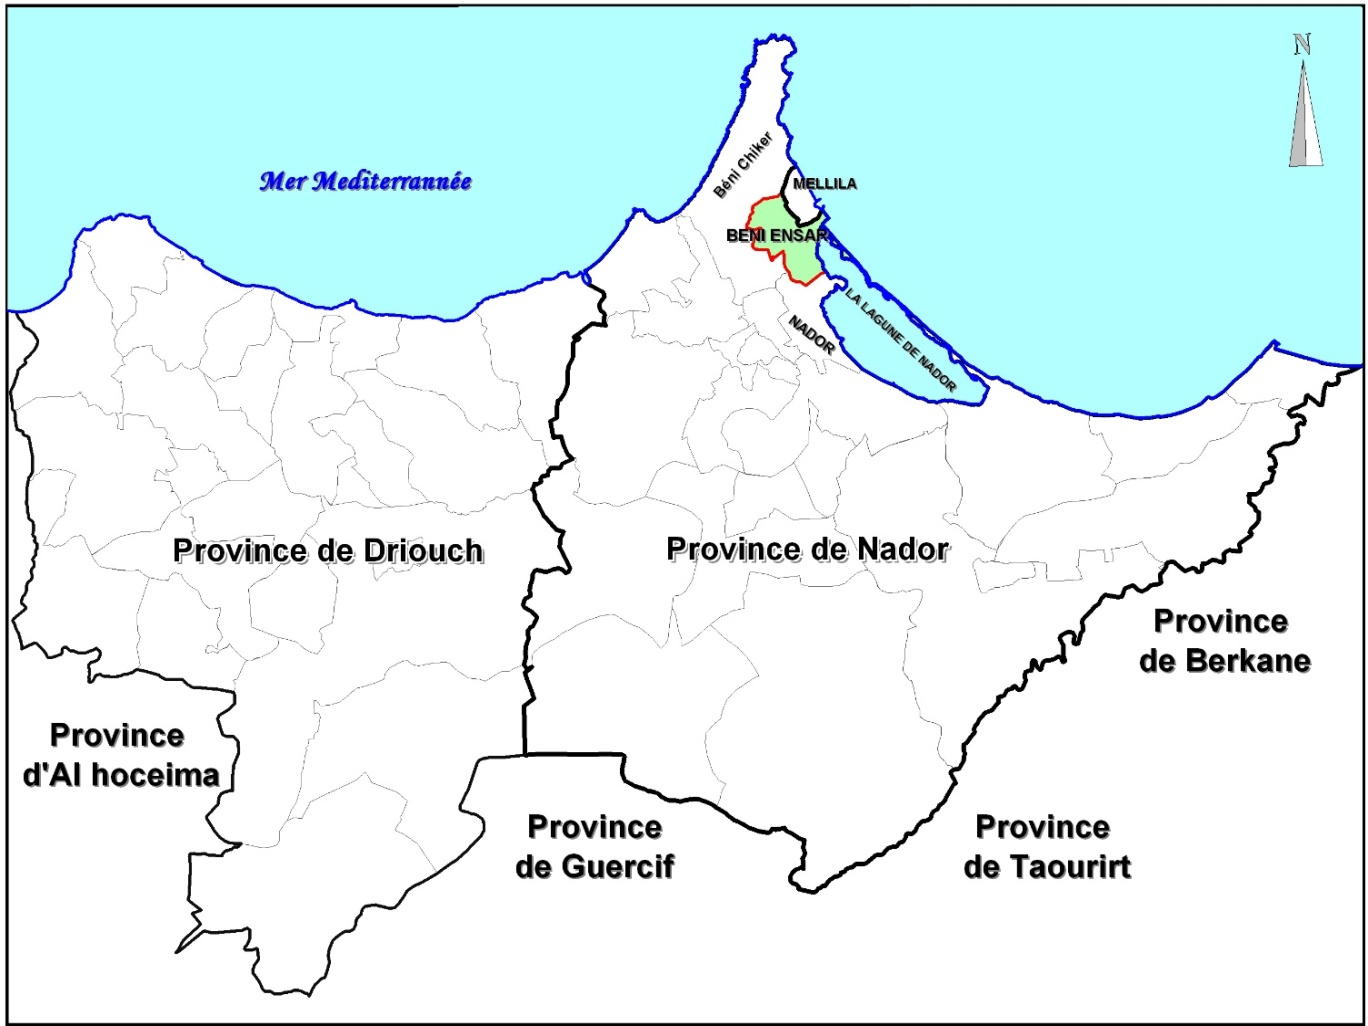 N
Mer Mediterrannée
Béni Chiker
MELLILA
BENI ENSAR
LA LAGUNE DE NADOR
NADOR
Province de Driouch
Province de Nador
Province
de Berkane
Province
d'Al hoceima
Province
de Guercif
Province
de Taourirt